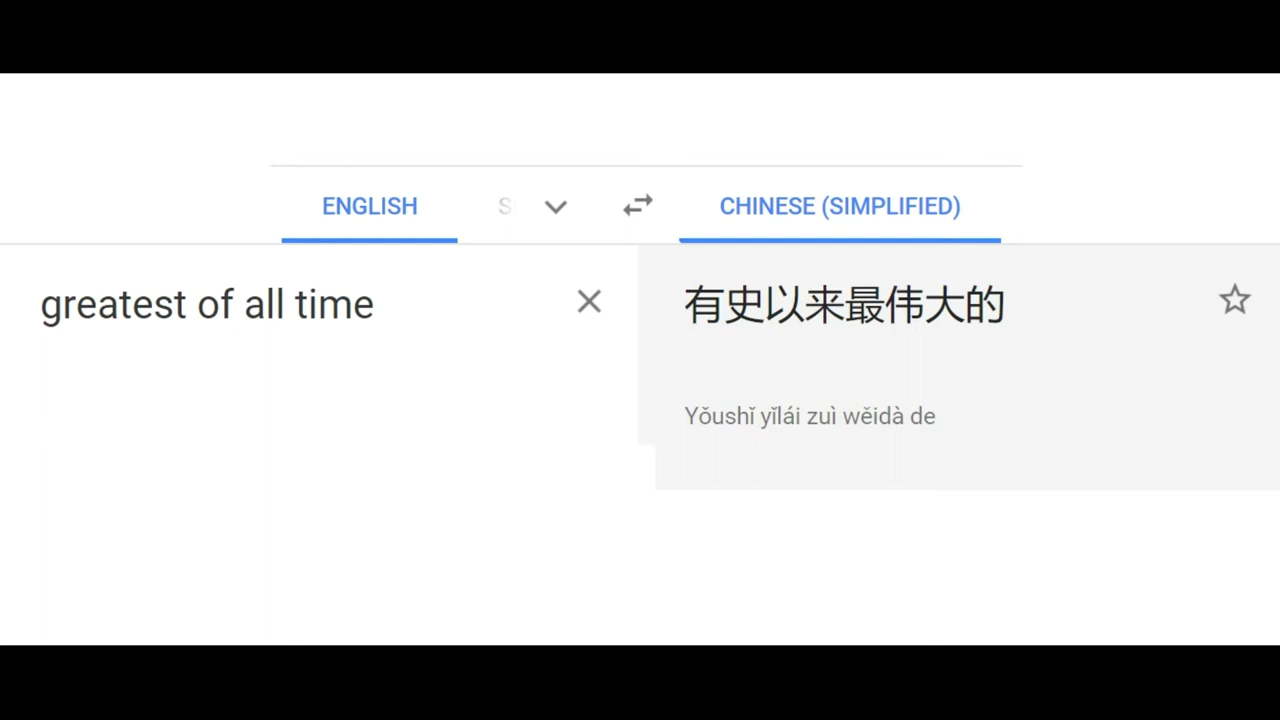 ENGLISH
S
CHINESE (SIMPLIFIED)
greatest of all time
有史以来最伟大的
Yǒushǐ yǐlái zuì wěidà de